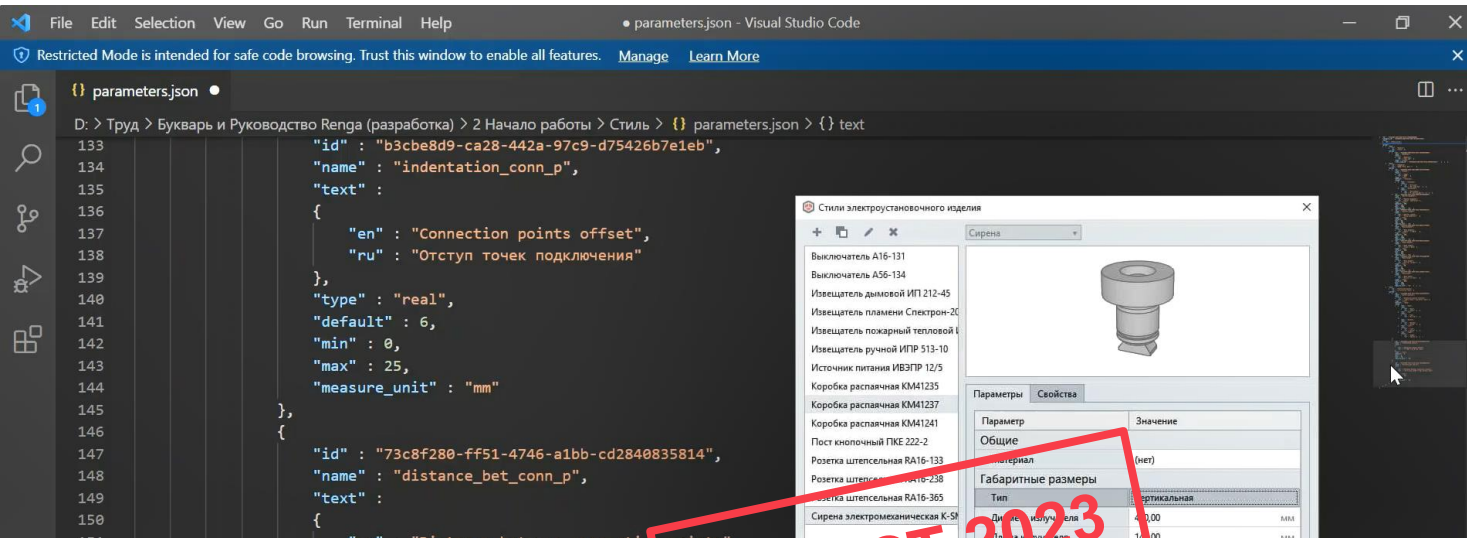 File Edit Selection View Go Run Terminal Help
● parameters.json - Visual Studio Code
Restricted Mode is intended for safe code browsing. Trust this window to enable all features. Manage Learn More
{} parameters.json ●
D: > Труд > Букварь и Руководство Renga (разработка) > 2 Начало работы > Стиль > {} parameters.json > {} text
133 "id" : "b3cbe8d9-ca28-442a-97c9-d75426b7e1eb",
134 "name" : "indentation_conn_p",
135 "text" :
136 {
137 "en" : "Connection points offset",
138 "ru" : "Отступ точек подключения"
139 },
140 "type" : "real",
141 "default" : 6,
142 "min" : 0,
143 "max" : 25,
144 "measure_unit" : "mm"
145 },
146 {
147 "id" : "73c8f280-ff51-4746-a1bb-cd2840835814",
148 "name" : "distance_bet_conn_p",
149 "text" :
150 {
1
Стили электроустановочного изделия
Сирена
Выключатель А16-131
Выключатель А56-134
Извещатель дымовой ИП 212-45
Извещатель пламени Спектрон-20
Извещатель пожарный тепловой
Извещатель ручной ИПР 513-10
Источник питания ИВЭПР 12/5
Коробка распаячная КМ41235
Коробка распаячная КМ41237
Коробка распаячная КМ41241
Пост кнопочный ПКЕ 222-2
Розетка штепсельная RA16-133
Розетка штепсельная RA16-238
Розетка штепсельная RA16-365
Сирена электромеханическая K-SM
Параметры Свойства
Параметр Значение
Общие
Материал (нет)
Габаритные размеры
Тип Вертикальная
излучателя мм
мм
2023